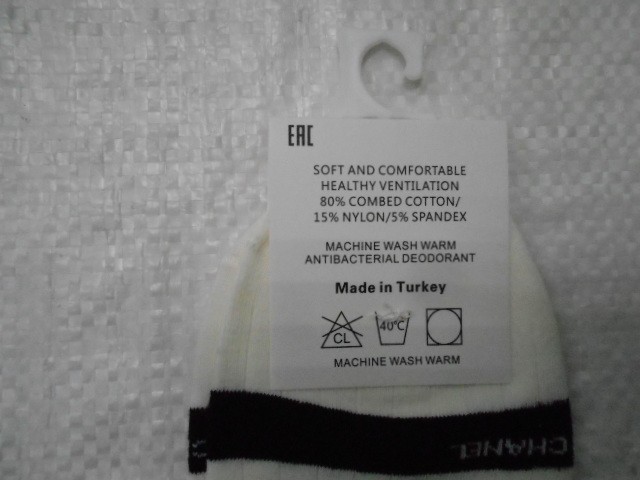 EAC
SOFT AND COMFORTABLE
HEALTHY VENTILATION
80% COMBED COTTON/
15% NYLON/5% SPANDEX
MACHINE WASH WARM
ANTIBACTERIAL DEODORANT
Made in Turkey
CL 40°C
MACHINE WASH WARM
CHANEL